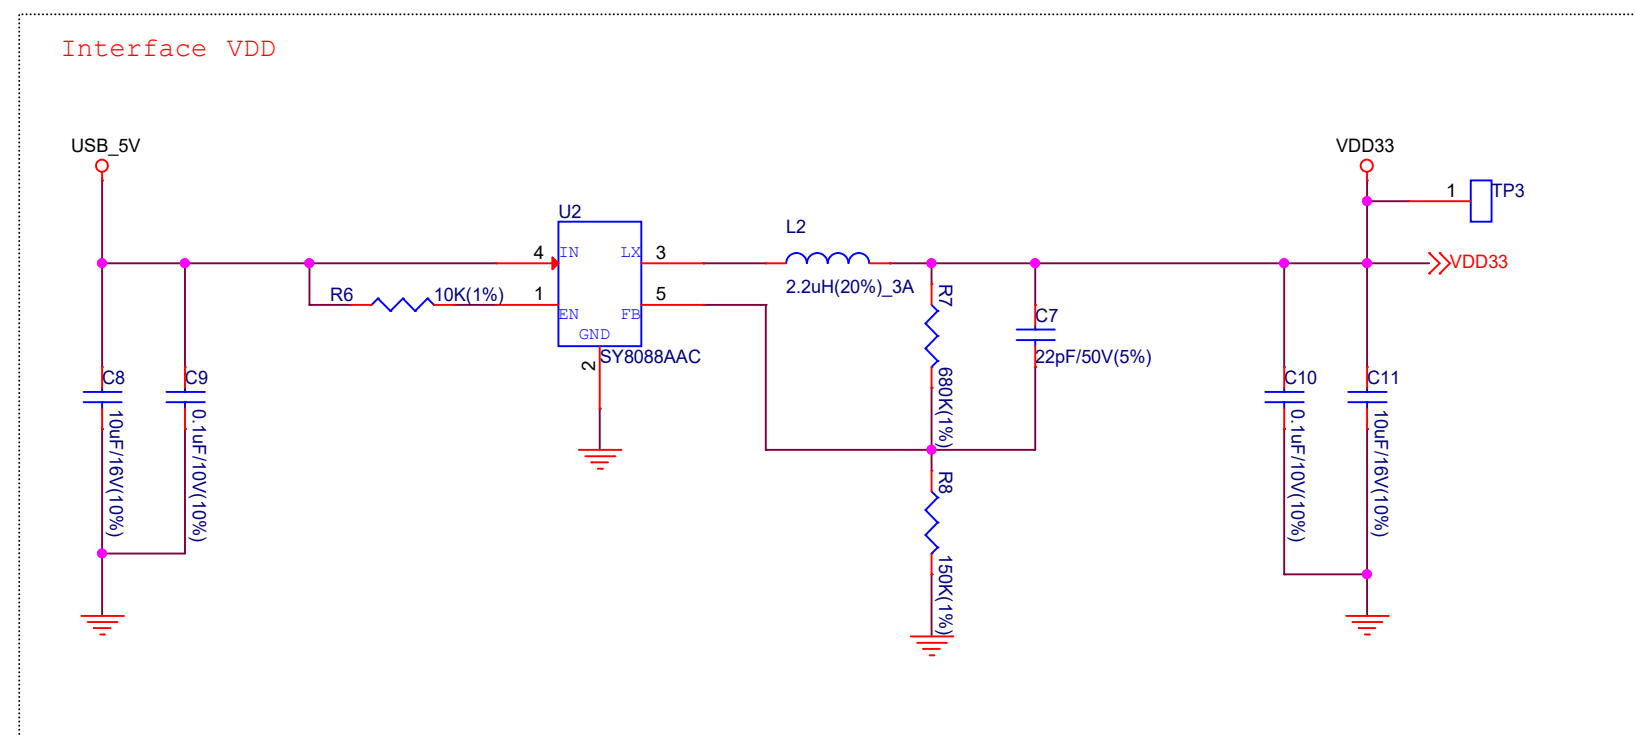 Interface VDD
USB_5V
VDD33
1
TP3
U2
L2
4
IN
LX
3
VDD33
R6
10K(1%)
1
EN
FB
5
2.2uH(20%)_3A
R7
C7
GND
SY8088AAC
22pF/50V(5%)
2
680K(1%)
C8
C9
C10
C11
10uF/16V(10%)
0.1uF/10V(10%)
0.1uF/10V(10%)
10uF/16V(10%)
R8
150K(1%)